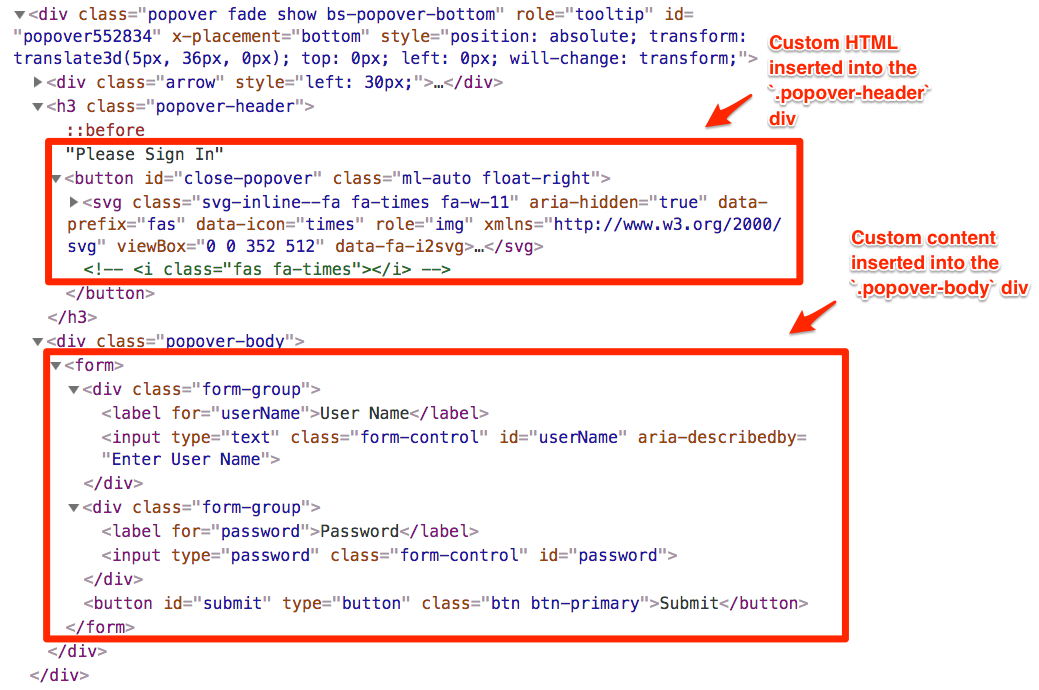 ▼<div class="popover fade show bs-popover-bottom" role="tooltip" id=
"popover552834" x-placement="bottom" style="position: absolute; transform:
translate3d(5px, 36px, 0px); top: 0px; left: 0px; will-change: transform;">
▶<div class="arrow" style="left: 30px;">…</div>
▼<h3 class="popover-header">
::before
"Please Sign In"
▼<button id="close-popover" class="ml-auto float-right">
▶<svg class="svg-inline--fa fa-times fa-w-11" aria-hidden="true" data-
prefix="fas" data-icon="times" role="img" xmlns="http://www.w3.org/2000/
svg" viewBox="0 0 352 512" data-fa-i2svg>…</svg>
<!-- <i class="fas fa-times"></i> -->
</button>
</h3>
▼<div class="popover-body">
▼<form>
▼<div class="form-group">
<label for="userName">User Name</label>
<input type="text" class="form-control" id="userName" aria-describedby=
"Enter User Name">
</div>
▼<div class="form-group">
<label for="password">Password</label>
<input type="password" class="form-control" id="password">
</div>
<button id="submit" type="button" class="btn btn-primary">Submit</button>
</form>
</div>
</div>
Custom HTML
inserted into the
`.popover-header`
div
Custom content
inserted into the
`.popover-body` div